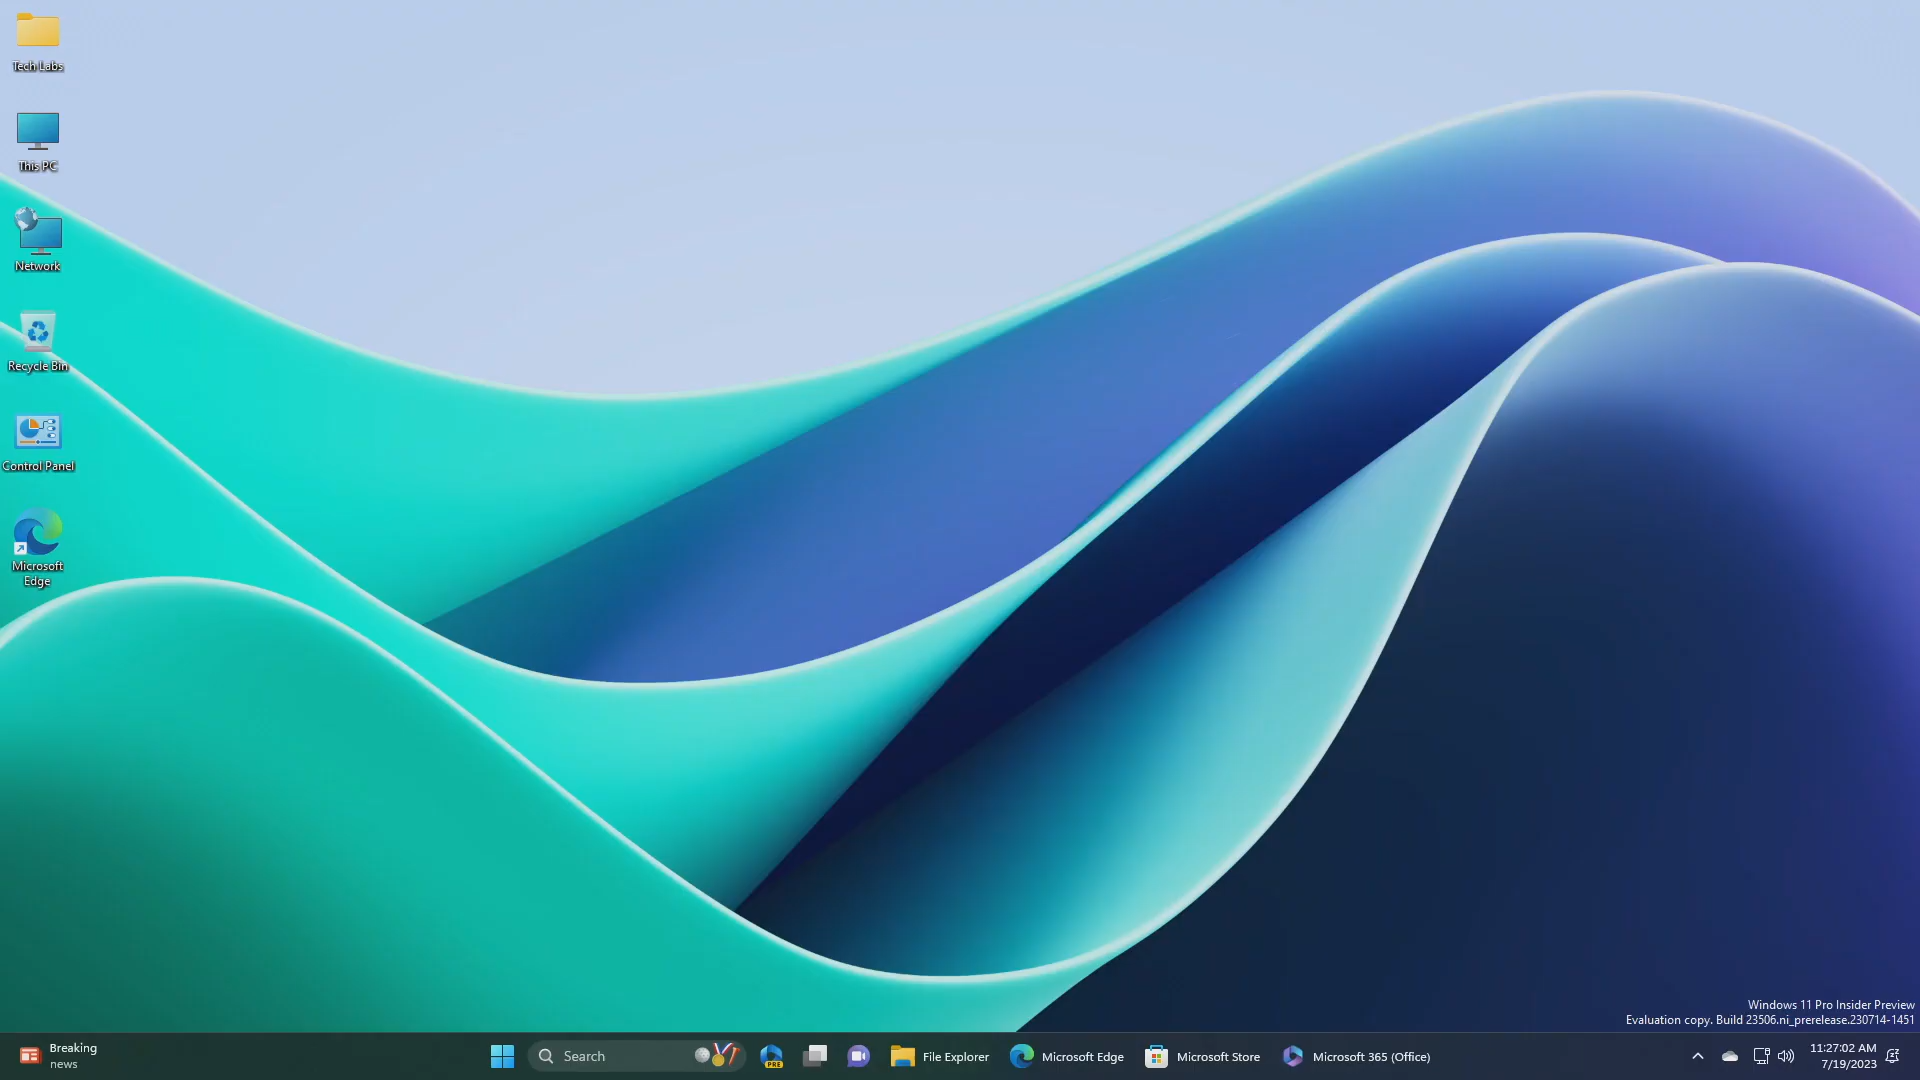 Tech Labs
This PC
Network
Recycle Bin
Control Panel
Microsoft
Edge
Windows 11 Pro Insider Preview
Evaluation copy. Build 23506.ni_prerelease.230714-1451
Breaking
news
Search
PRE
File Explorer
Microsoft Edge
Microsoft Store
Microsoft 365 (Office)
11:27:02 AM
7/19/2023